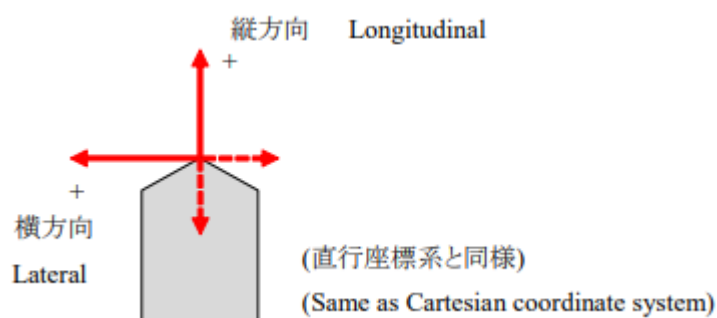 縦方向 Longitudinal
+
+
横方向
Lateral
(直行座標系と同様)
(Same as Cartesian coordinate system)